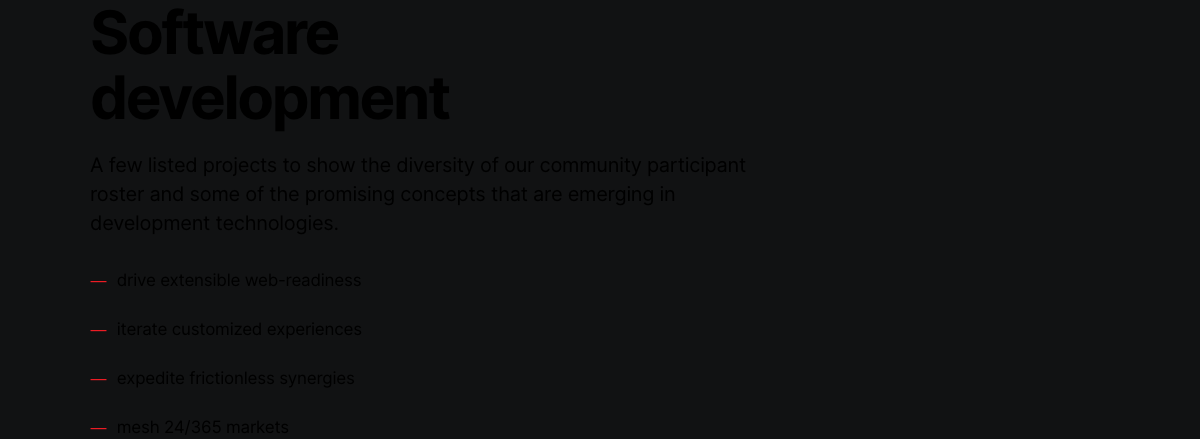 Software
development
A few listed projects to show the diversity of our community participant
roster and some of the promising concepts that are emerging in
development technologies.
— drive extensible web-readiness
— iterate customized experiences
— expedite frictionless synergies
— mesh 24/365 markets